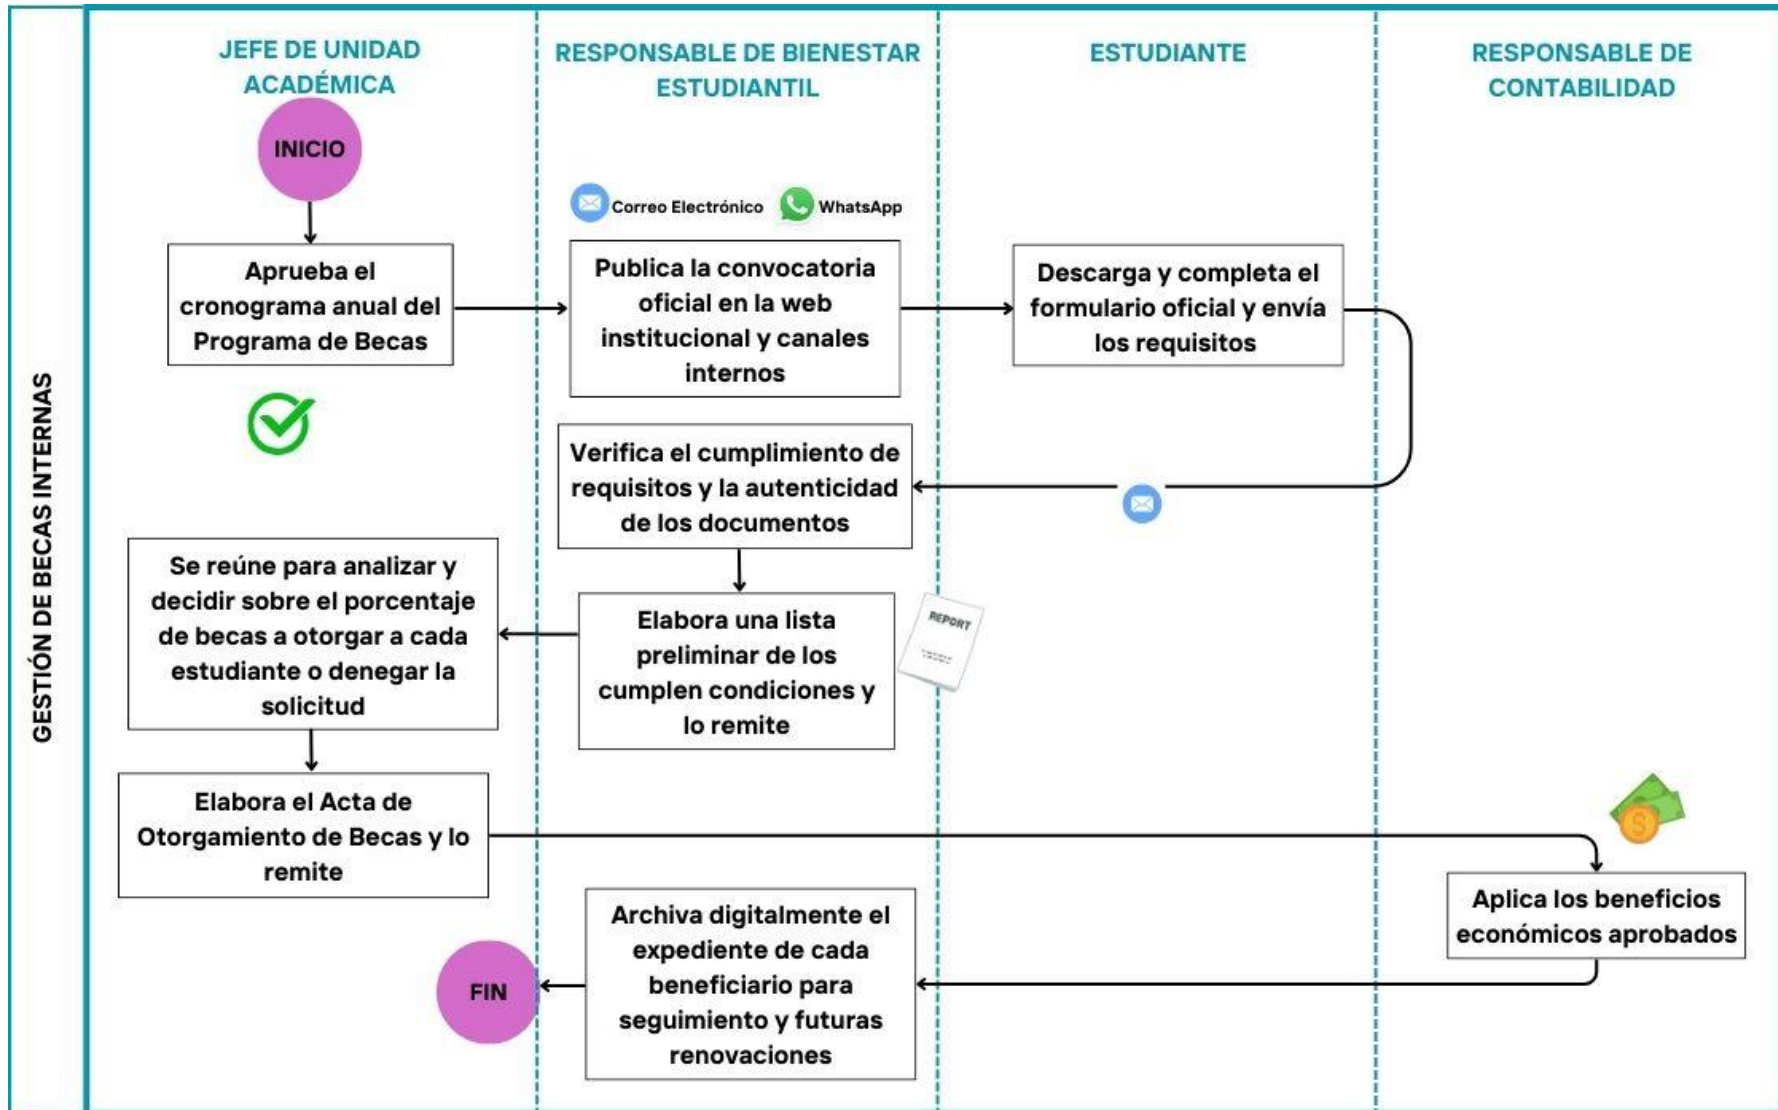 GESTIÓN DE BECAS INTERNAS
JEFE DE UNIDAD
ACADÉMICA
RESPONSABLE DE BIENESTAR
ESTUDIANTIL
ESTUDIANTE
RESPONSABLE DE
CONTABILIDAD
INICIO
Correo Electrónico
WhatsApp
Aprueba el
cronograma anual del
Programa de Becas
Publica la convocatoria
oficial en la web
institucional y canales
internos
Descarga y completa el
formulario oficial y envía
los requisitos
Verifica el cumplimiento de
requisitos y la autenticidad
de los documentos
Elabora una lista
preliminar de los
cumplen condiciones y
lo remite
REPORT
Se reúne para analizar y
decidir sobre el porcentaje
de becas a otorgar a cada
estudiante o denegar la
solicitud
Elabora el Acta de
Otorgamiento de Becas y lo
remite
$
Aplica los beneficios
económicos aprobados
Archiva digitalmente el
expediente de cada
beneficiario para
seguimiento y futuras
renovaciones
FIN